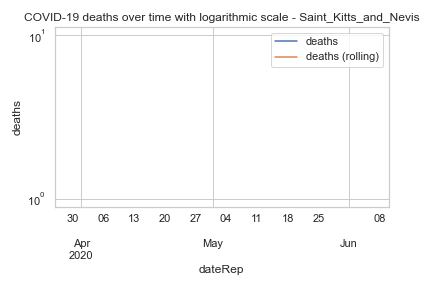 COVID-19 deaths over time with logarithmic scale - Saint_Kitts_and_Nevis
deaths
deaths (rolling)
10¹
10⁰
deaths
30 06 13 20 27 04 11 18 25 08
Apr May Jun
2020
dateRep